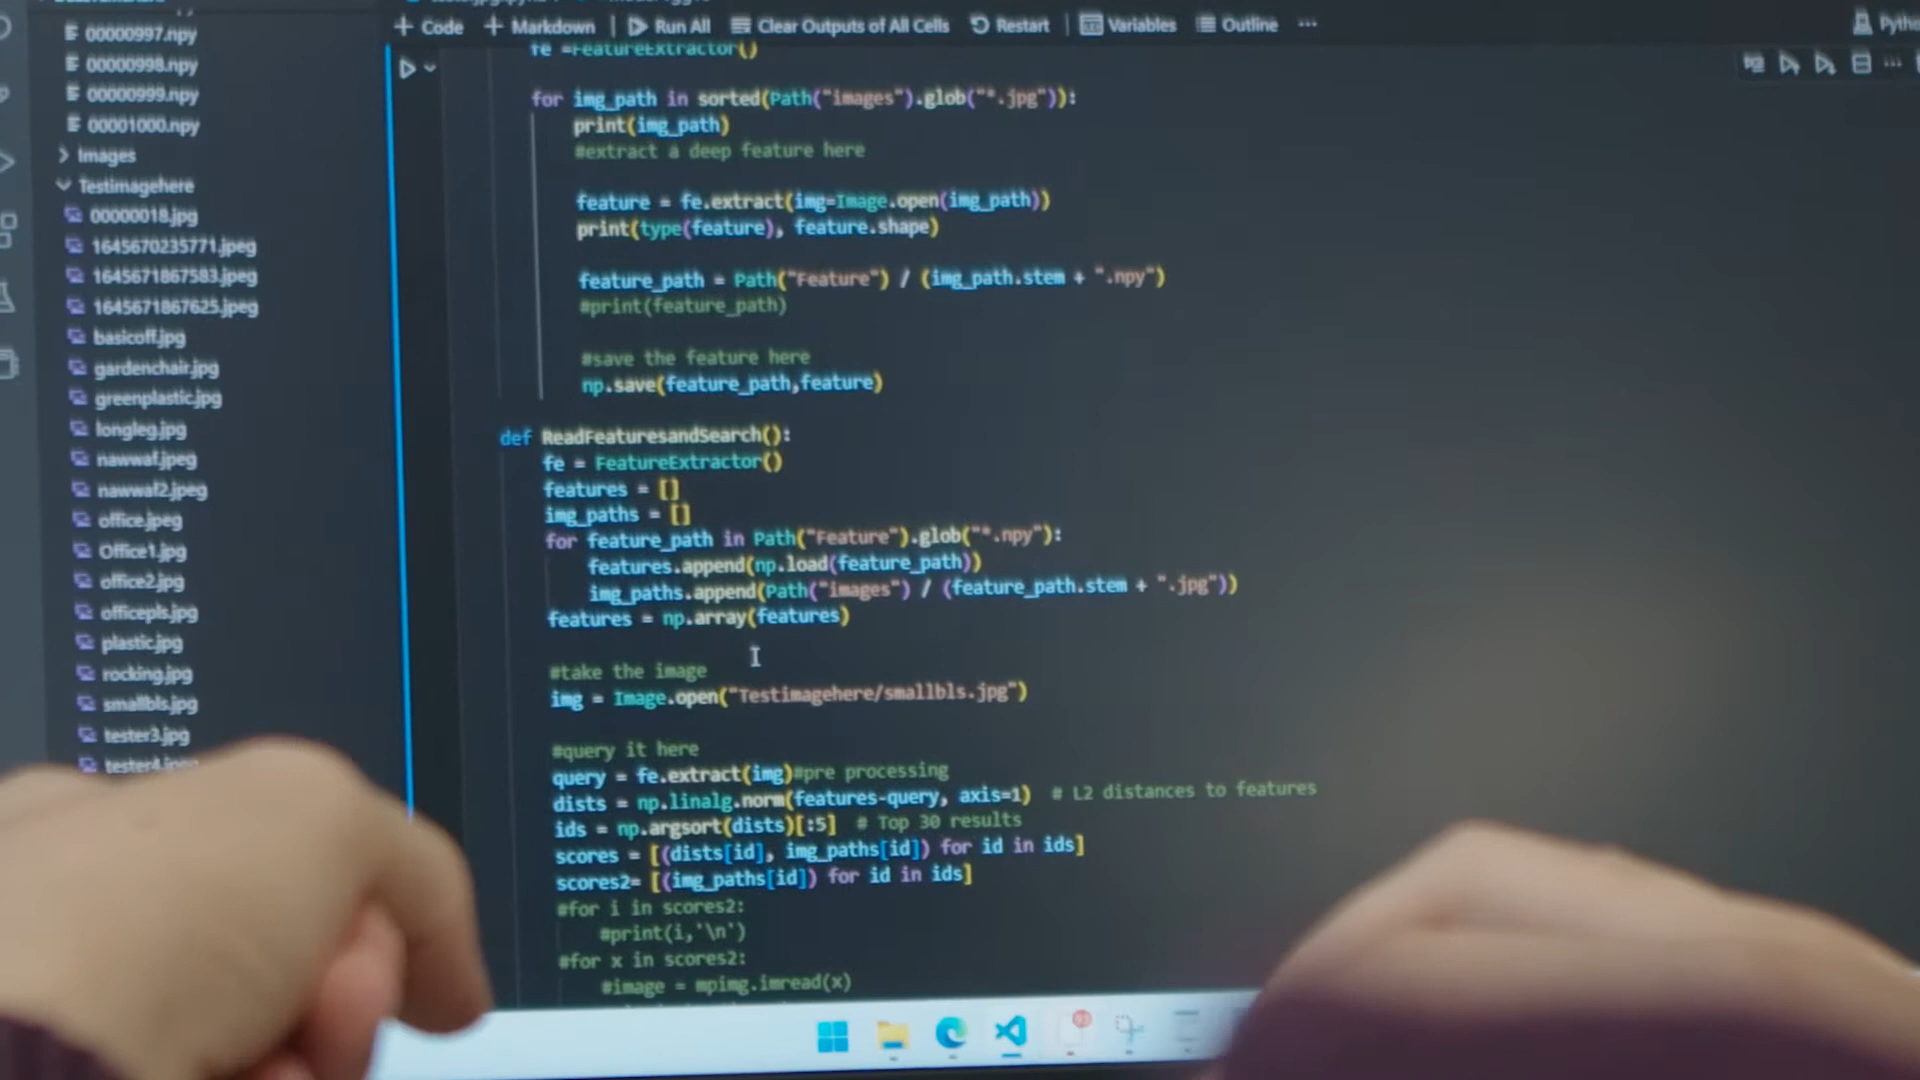 + Code + Markdown Run All Clear Outputs of All Cells Restart Variables Outline ...
00000997.npy
00000998.npy
00000999.npy
00001000.npy
Images
Testimagehere
00000018.jpg
1645670235771.jpeg
1645671867583.jpeg
1645671867625.jpeg
basicoff.jpg
gardenchair.jpg
greenplastic.jpg
longleg.jpg
nawwaf.jpeg
nawwaf2.jpeg
office.jpeg
Office1.jpg
office2.jpg
officepls.jpg
plastic.jpg
rocking.jpg
smallbls.jpg
tester3.jpg
fe =FeatureExtractor()
for img_path in sorted(Path("images").glob("*.jpg")):
print(img_path)
#extract a deep feature here
feature = fe.extract(img=Image.open(img_path))
print(type(feature), feature.shape)
feature_path = Path("Feature") / (img_path.stem + ".npy")
#print(feature_path)
#save the feature here
np.save(feature_path,feature)
def ReadFeaturesandSearch():
fe = FeatureExtractor()
features = []
img_paths = []
for feature_path in Path("Feature").glob("*.npy"):
features.append(np.load(feature_path))
img_paths.append(Path("images") / (feature_path.stem + ".jpg"))
features = np.array(features)
#take the image
img = Image.open("Testimagehere/smallbls.jpg")
#query it here
query = fe.extract(img)#pre processing
dists = np.linalg.norm(features-query, axis=1) # L2 distances to features
ids = np.argsort(dists)[:5] # Top 30 results
scores = [(dists[id], img_paths[id]) for id in ids]
scores2= [(img_paths[id]) for id in ids]
#for i in scores2:
#print(i,'\n')
#for x in scores2:
#image = mpimg.imread(x)